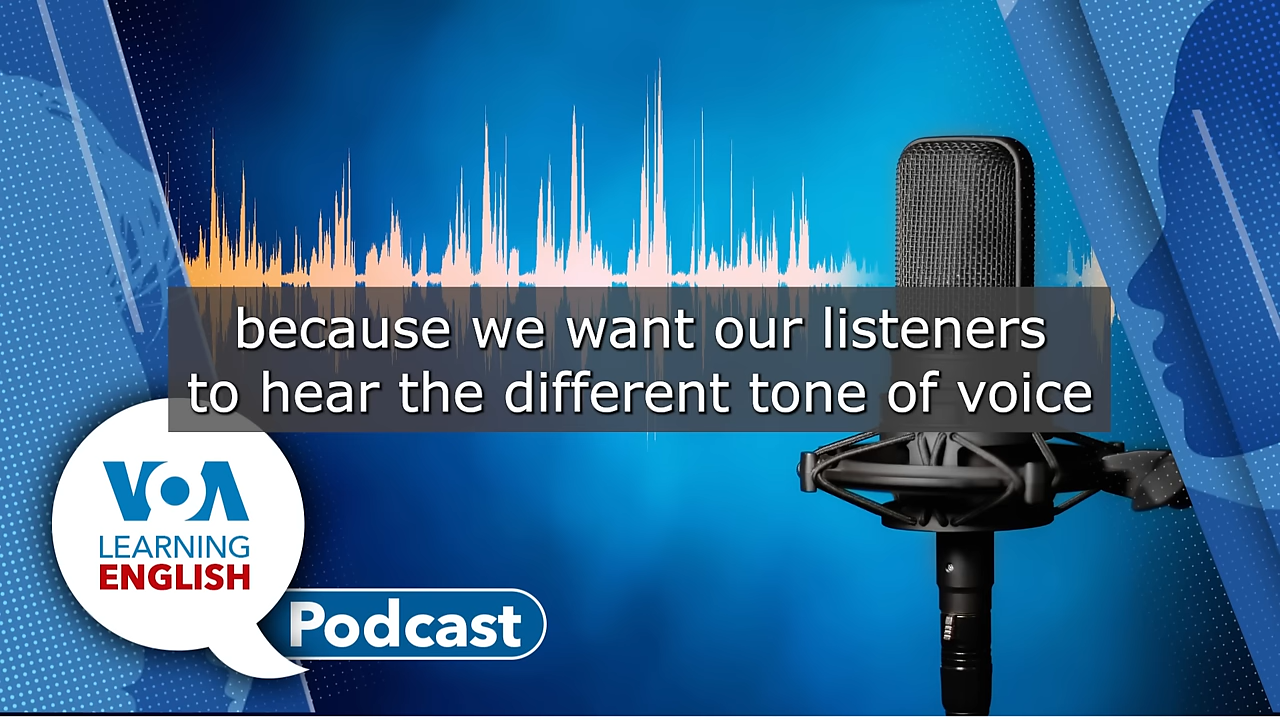 because we want our listeners
to hear the different tone of voice
VOA
LEARNING
ENGLISH
Podcast